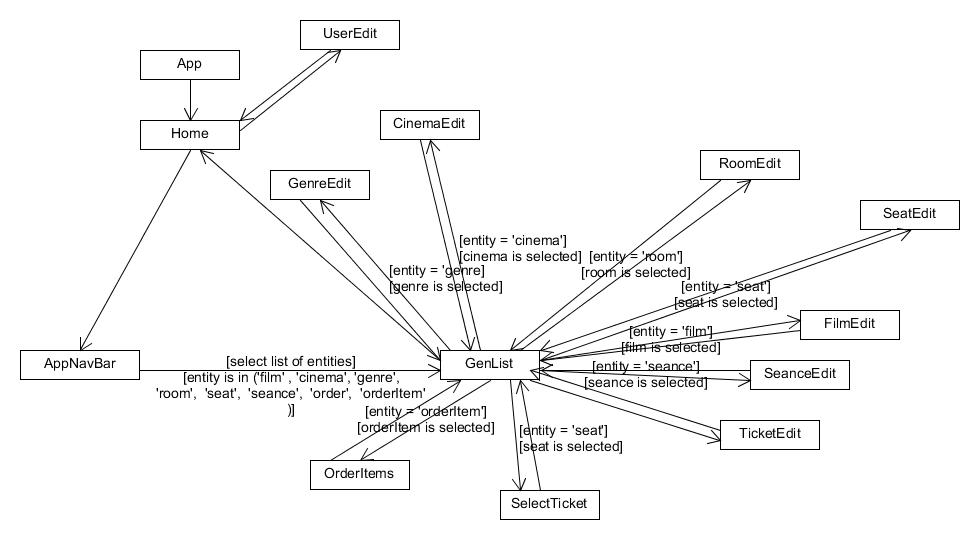 UserEdit
App
CinemaEdit
Home
RoomEdit
GenreEdit
SeatEdit
[entity = 'cinema']
[cinema is selected]
[entity = 'room']
[room is selected]
[entity = 'genre]
[genre is selected]
[entity = 'seat']
[seat is selected]
FilmEdit
[entity = 'film']
[film is selected]
AppNavBar
[select list of entities]
[entity is in ('film' , 'cinema', 'genre',
'room', 'seat', 'seance', 'order', 'orderItem'
)]
GenList
[entity = 'seance']
[seance is selected]
SeanceEdit
[entity = 'orderItem']
[orderItem is selected]
[entity = 'seat']
[seat is selected]
TicketEdit
OrderItems
SelectTicket